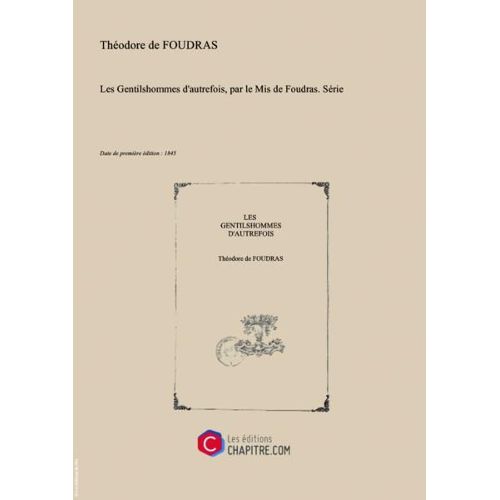 Théodore de FOUDRAS
Les Gentilshommes d'autrefois, par le Mis de Foudras. Série
Date de première édition : 1845
LES
GENTILSHOMMES
D'AUTREFOIS
Théodore de FOUDRAS
C
Les éditions
CHAPITRE.COM